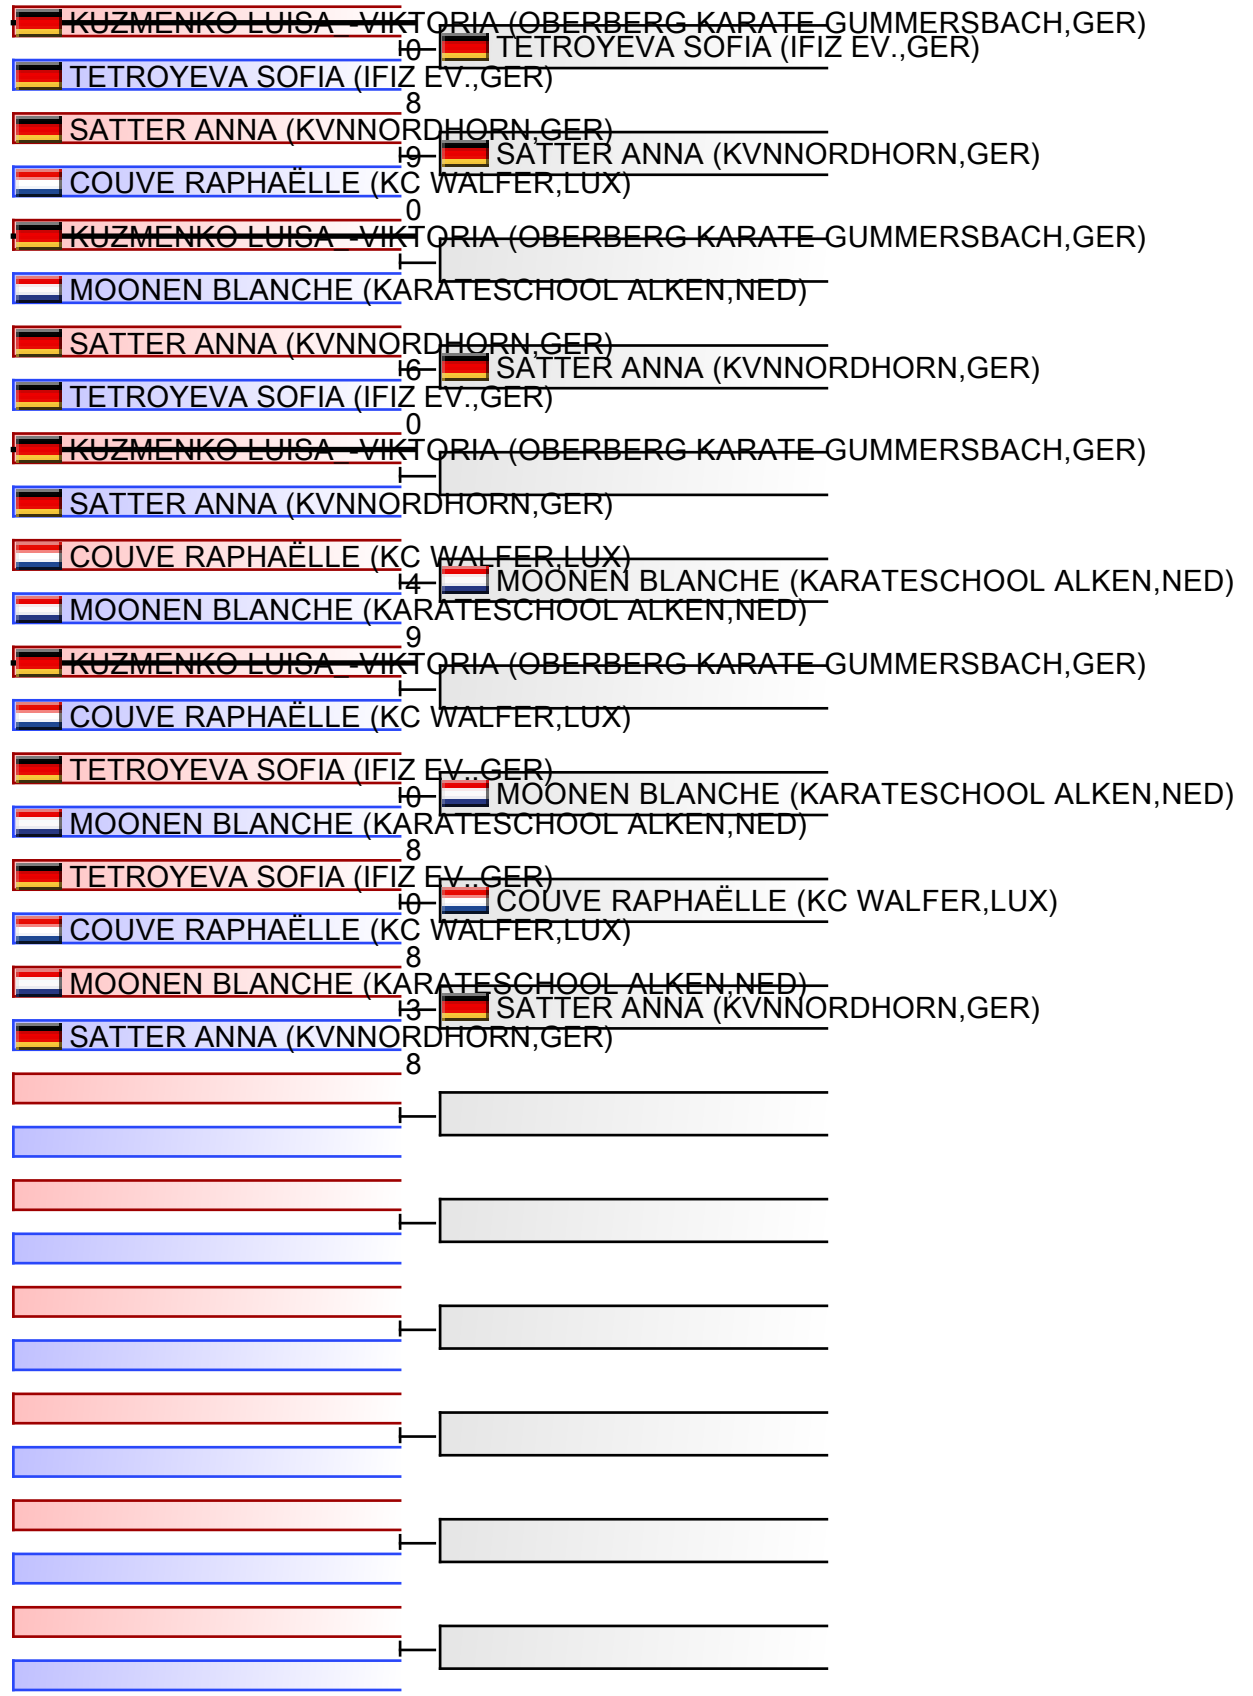 KUZMENKO LUISA_-VIKTORIA (OBERBERG KARATE GUMMERSBACH,GER)
0 TETROYEVA SOFIA (IFIZ EV.,GER)
TETROYEVA SOFIA (IFIZ EV.,GER)
8
SATTER ANNA (KVNNORDHORN,GER)
9 SATTER ANNA (KVNNORDHORN,GER)
COUVE RAPHAËLLE (KC WALFER,LUX)
0
KUZMENKO LUISA_-VIKTORIA (OBERBERG KARATE GUMMERSBACH,GER)
MOONEN BLANCHE (KARATESCHOOL ALKEN,NED)
SATTER ANNA (KVNNORDHORN,GER)
6 SATTER ANNA (KVNNORDHORN,GER)
TETROYEVA SOFIA (IFIZ EV.,GER)
0
KUZMENKO LUISA_-VIKTORIA (OBERBERG KARATE GUMMERSBACH,GER)
SATTER ANNA (KVNNORDHORN,GER)
COUVE RAPHAËLLE (KC WALFER,LUX)
4 MOONEN BLANCHE (KARATESCHOOL ALKEN,NED)
MOONEN BLANCHE (KARATESCHOOL ALKEN,NED)
9
KUZMENKO LUISA_-VIKTORIA (OBERBERG KARATE GUMMERSBACH,GER)
COUVE RAPHAËLLE (KC WALFER,LUX)
TETROYEVA SOFIA (IFIZ EV.,GER)
0 MOONEN BLANCHE (KARATESCHOOL ALKEN,NED)
MOONEN BLANCHE (KARATESCHOOL ALKEN,NED)
8
TETROYEVA SOFIA (IFIZ EV.,GER)
0 COUVE RAPHAËLLE (KC WALFER,LUX)
COUVE RAPHAËLLE (KC WALFER,LUX)
8
MOONEN BLANCHE (KARATESCHOOL ALKEN,NED)
3 SATTER ANNA (KVNNORDHORN,GER)
SATTER ANNA (KVNNORDHORN,GER)
8